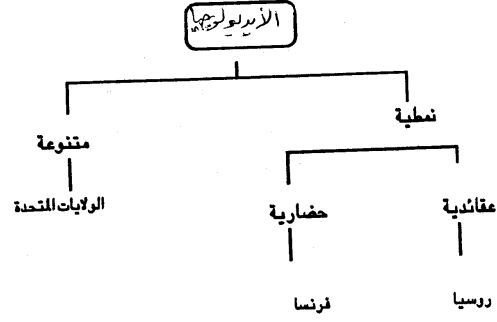 الأيديولوجيا
نمطية
متنوعة
عقائدية
حضارية
الولايات المتحدة
روسيا
فرنسا